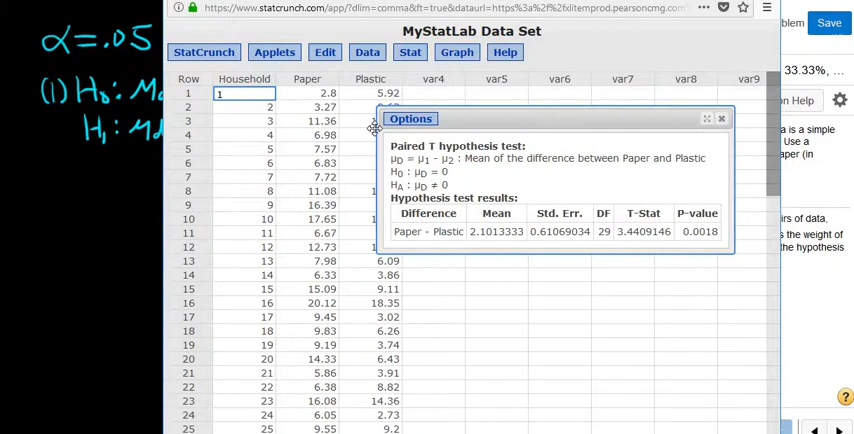 https://www.statcrunch.com/app/?dlim=comma&ft=true&dataurl=https%3a%2f%2fxlitemprod.pearsoncmg.com
MyStatLab Data Set
StatCrunch Applets Edit Data Stat Graph Help
Row Household Paper Plastic var4 var5 var6 var7 var8 var9
1 1 2.8 5.92
2 2 3.27
3 3 11.36
4 4 6.98
5 5 7.57
6 6 6.83
7 7 7.72
8 8 11.08
9 9 16.39
10 10 17.65
11 11 6.67
12 12 12.73
13 13 7.98 6.09
14 14 6.33 3.86
15 15 15.09 9.11
16 16 20.12 18.35
17 17 9.45 3.02
18 18 9.83 6.26
19 19 9.19 3.74
20 20 14.33 6.43
21 21 5.86 3.91
22 22 6.38 8.82
23 23 16.08 14.36
24 24 6.05 2.73
25 25 9.55 9.2
Options
Paired T hypothesis test:
μD = μ1 - μ2 : Mean of the difference between Paper and Plastic
H0 : μD = 0
HA : μD ≠ 0
Hypothesis test results:
Difference Mean Std. Err. DF T-Stat P-value
Paper - Plastic 2.1013333 0.61069034 29 3.4409146 0.0018
α = .05
(1) H0 :
H1 :
Save
33.33%,
Help
a is a simple
Use a
aper (in
irs of data,
s the weight of
the hypothesis